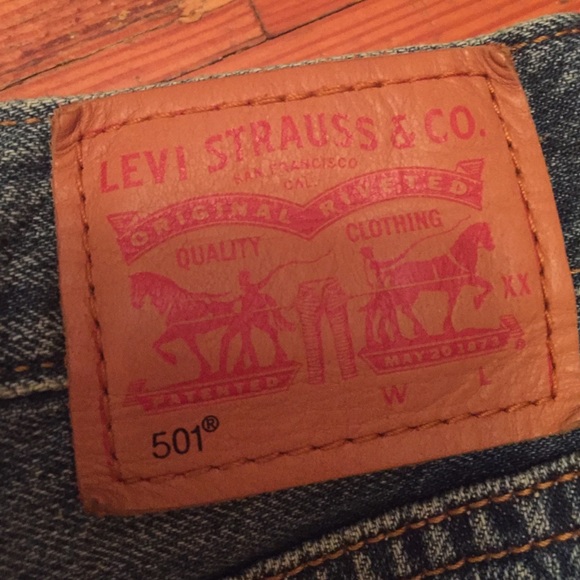 LEVI STRAUSS & CO.
SAN FRANCISCO
CAL.
ORIGINAL RIVETED
QUALITY CLOTHING
XX
PATENTED MAY 20 1873
W L
501®